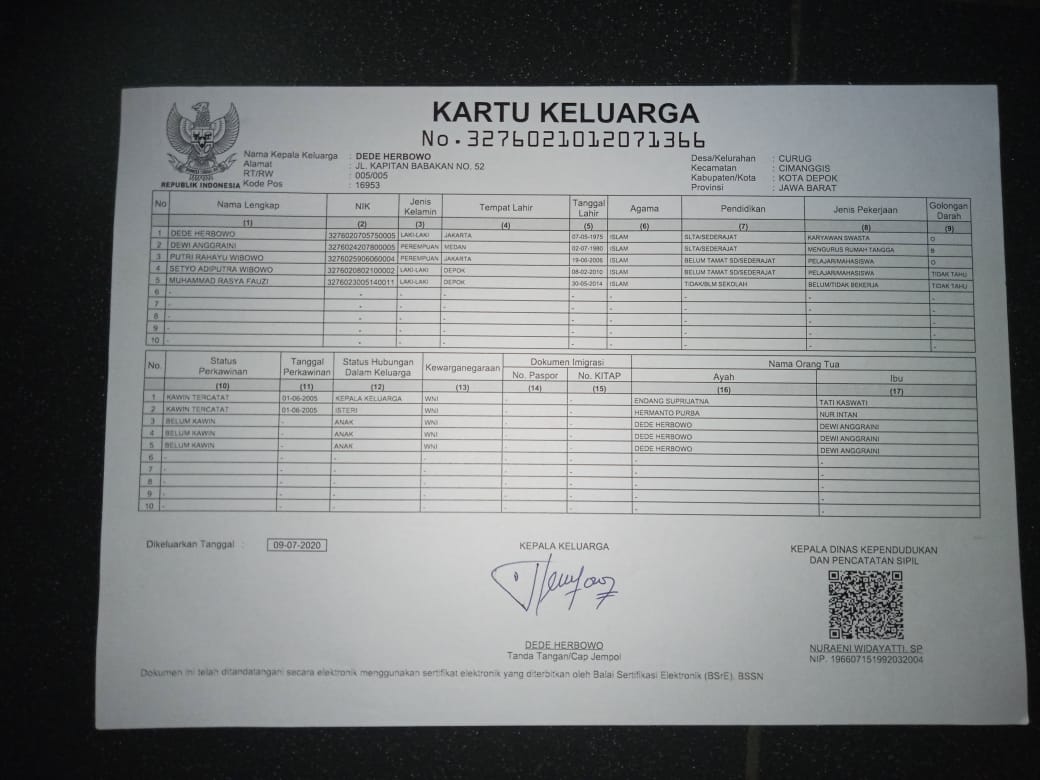 KARTU KELUARGA
No. 3276021012071366
Nama Kepala Keluarga : DEDE HERBOWO
Alamat : JL. KAPITAN BABAKAN NO. 52
RT/RW : 005/005
Kode Pos : 16953
REPUBLIK INDONESIA
Desa/Kelurahan : CURUG
Kecamatan : CIMANGGIS
Kabupaten/Kota : KOTA DEPOK
Provinsi : JAWA BARAT
No Nama Lengkap NIK Jenis Kelamin Tempat Lahir Tanggal Lahir Agama Pendidikan Jenis Pekerjaan Golongan Darah
(1) (2) (3) (4) (5) (6) (7) (8) (9)
1 DEDE HERBOWO 3276020705750005 LAKI-LAKI JAKARTA 07-05-1975 ISLAM SLTA/SEDERAJAT KARYAWAN SWASTA O
2 DEWI ANGGRAINI 3276024207800005 PEREMPUAN MEDAN 02-07-1980 ISLAM SLTA/SEDERAJAT MENGURUS RUMAH TANGGA B
3 PUTRI RAHAYU WIBOWO 3276025906060004 PEREMPUAN JAKARTA 19-06-2006 ISLAM BELUM TAMAT SD/SEDERAJAT PELAJAR/MAHASISWA O
4 SETYO ADIPUTRA WIBOWO 3276020802100002 LAKI-LAKI DEPOK 08-02-2010 ISLAM BELUM TAMAT SD/SEDERAJAT PELAJAR/MAHASISWA TIDAK TAHU
5 MUHAMMAD RASYA FAUZI 3276023005140011 LAKI-LAKI DEPOK 30-05-2014 ISLAM TIDAK/BLM SEKOLAH BELUM/TIDAK BEKERJA TIDAK TAHU
6 - - - - - - - - -
7 - - - - - - - - -
8 - - - - - - - - -
9 - - - - - - - - -
10 - - - - - - - - -
No. Status Perkawinan Tanggal Perkawinan Status Hubungan Dalam Keluarga Kewarganegaraan Dokumen Imigrasi Nama Orang Tua
No. Paspor No. KITAP Ayah Ibu
(10) (11) (12) (13) (14) (15) (16) (17)
1 KAWIN TERCATAT 01-06-2005 KEPALA KELUARGA WNI - - ENDANG SUPRIJATNA TATI KASWATI
2 KAWIN TERCATAT 01-06-2005 ISTERI WNI - - HERMANTO PURBA NUR INTAN
3 BELUM KAWIN - ANAK WNI - - DEDE HERBOWO DEWI ANGGRAINI
4 BELUM KAWIN - ANAK WNI - - DEDE HERBOWO DEWI ANGGRAINI
5 BELUM KAWIN - ANAK WNI - - DEDE HERBOWO DEWI ANGGRAINI
6 - - - - - - - -
7 - - - - - - - -
8 - - - - - - - -
9 - - - - - - - -
10 - - - - - - - -
Dikeluarkan Tanggal : 09-07-2020
KEPALA KELUARGA
DEDE HERBOWO
Tanda Tangan/Cap Jempol
KEPALA DINAS KEPENDUDUKAN
DAN PENCATATAN SIPIL
NURAENI WIDAYATTI. SP
NIP. 196607151992032004
Dokumen ini telah ditandatangani secara elektronik menggunakan sertifikat elektronik yang diterbitkan oleh Balai Sertifikasi Elektronik (BSrE), BSSN